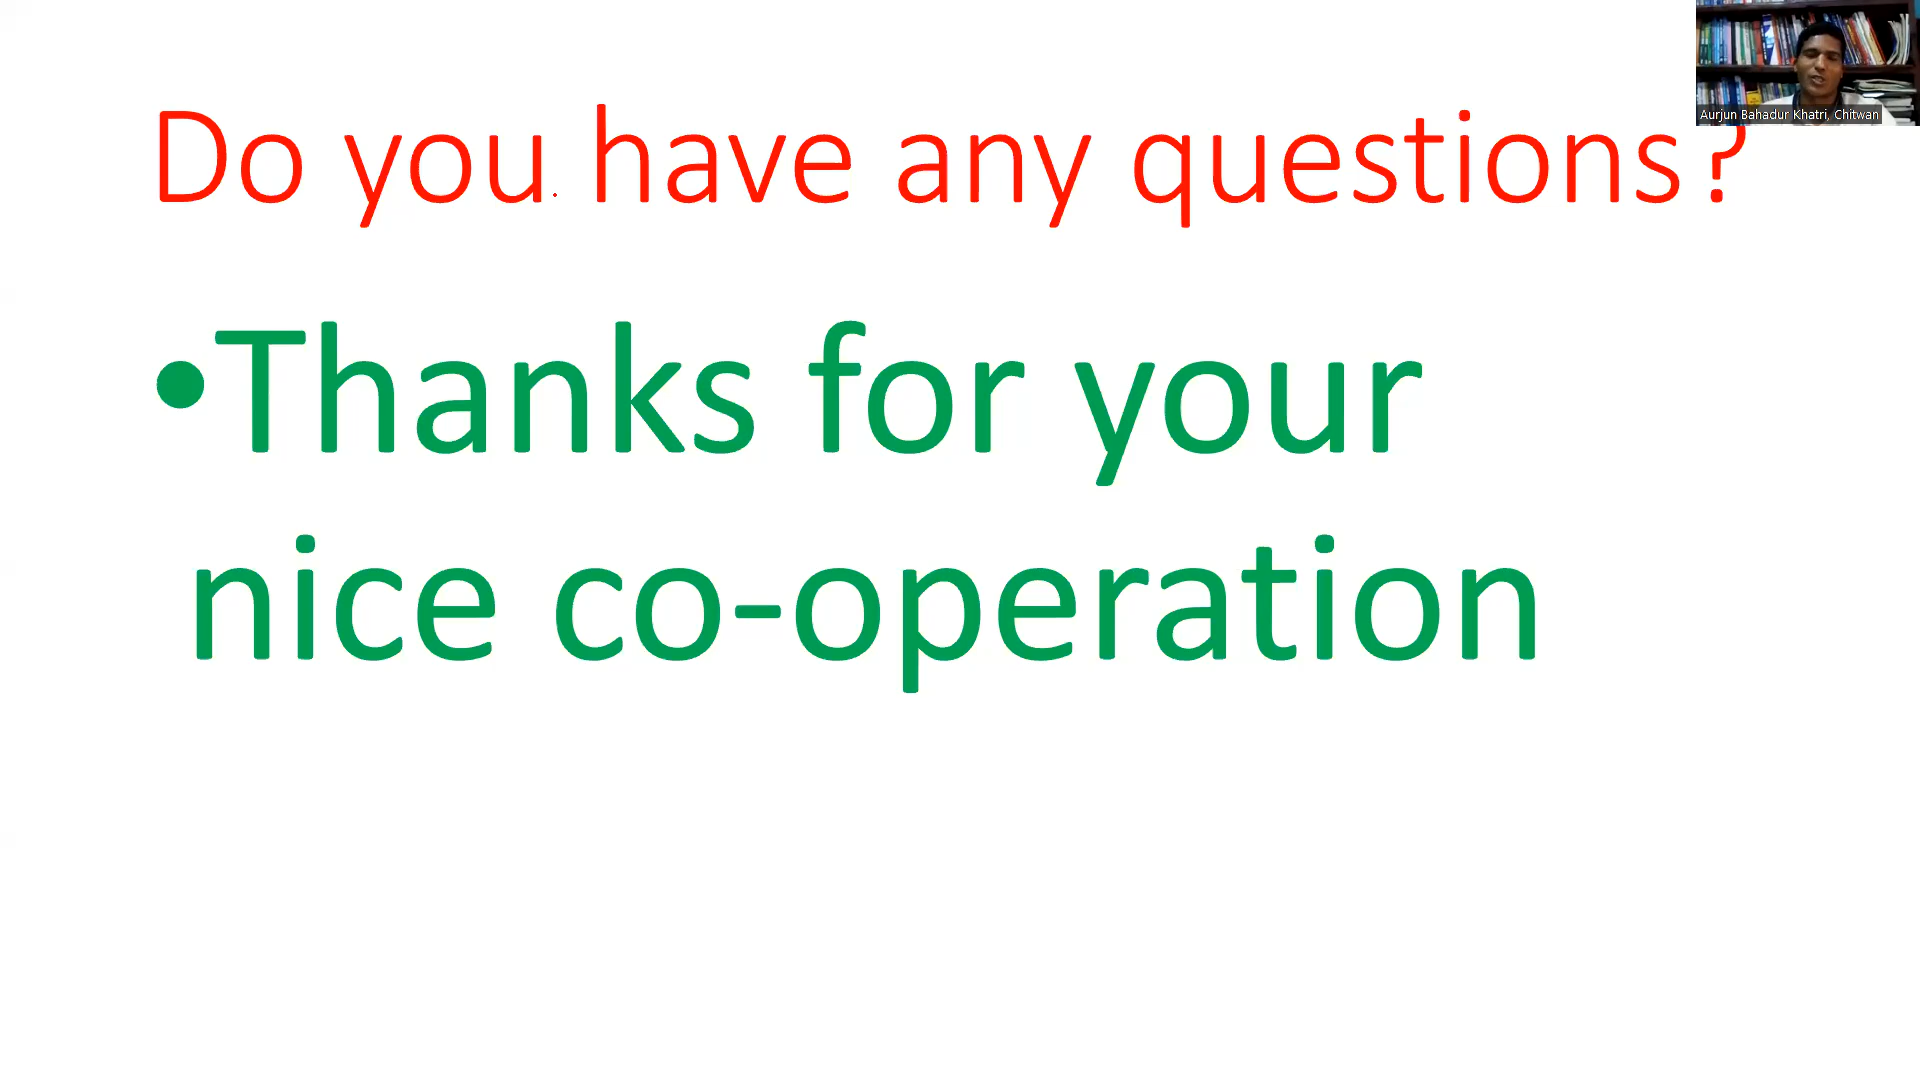 Aurjun Bahadur Khatri, Chitwan
Do you have any questions?
•Thanks for your
nice co-operation